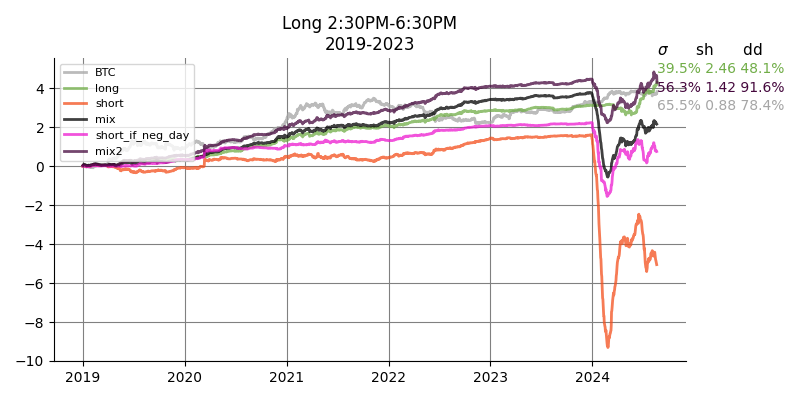 Long 2:30PM-6:30PM
2019-2023
σ sh dd
39.5% 2.46 48.1%
56.3% 1.42 91.6%
65.5% 0.88 78.4%
BTC
long
short
mix
short_if_neg_day
mix2
4
2
0
−2
−4
−6
−8
−10
2019 2020 2021 2022 2023 2024